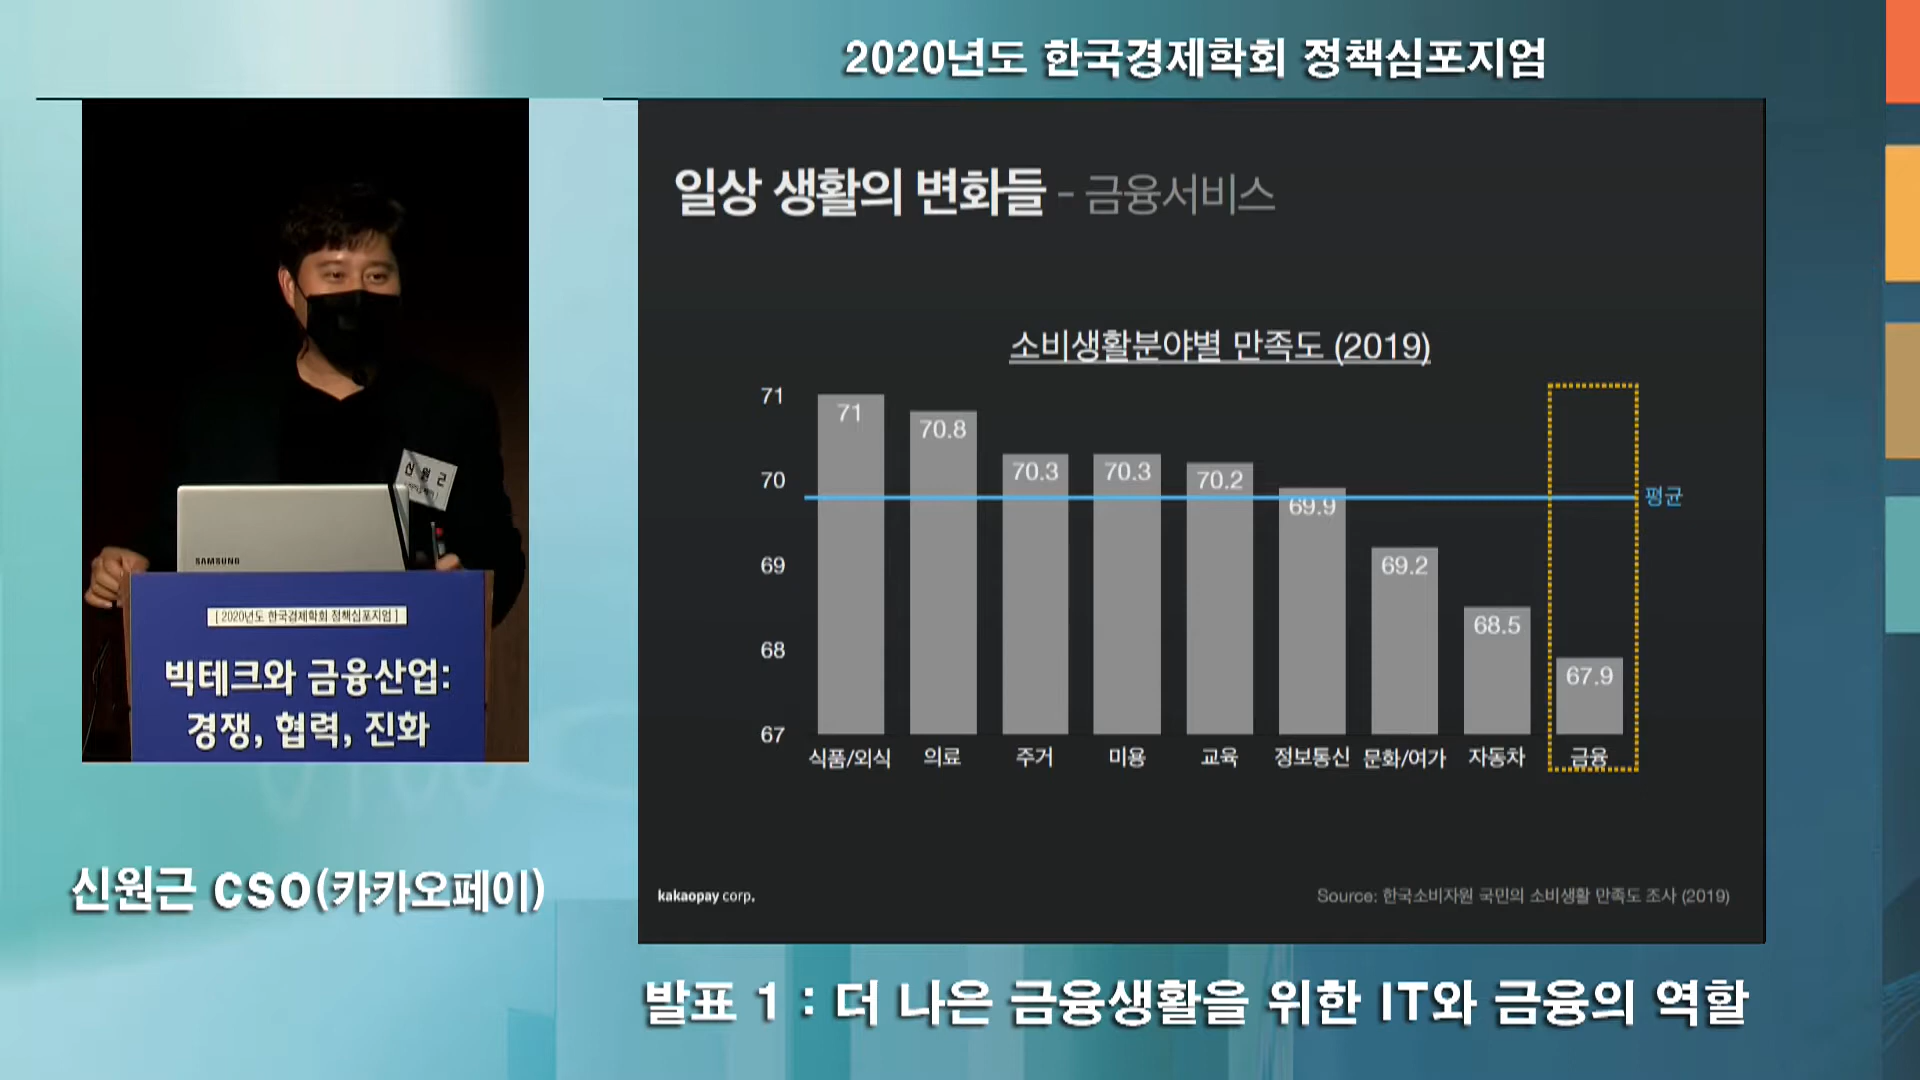 2020년도 한국경제학회 정책심포지엄
일상 생활의 변화들 - 금융서비스
소비생활분야별 만족도 (2019)
71
70
69
68
67
71
70.8
70.3
70.3
70.2
69.9
69.2
68.5
67.9
평균
식품/외식
의료
주거
미용
교육
정보통신
문화/여가
자동차
금융
kakaopay corp.
Source: 한국소비자원 국민의 소비생활 만족도 조사 (2019)
신원근
SAMSUNG
[ 2020년도 한국경제학회 정책심포지엄 ]
빅테크와 금융산업:
경쟁, 협력, 진화
신원근 CSO(카카오페이)
발표 1 : 더 나은 금융생활을 위한 IT와 금융의 역할